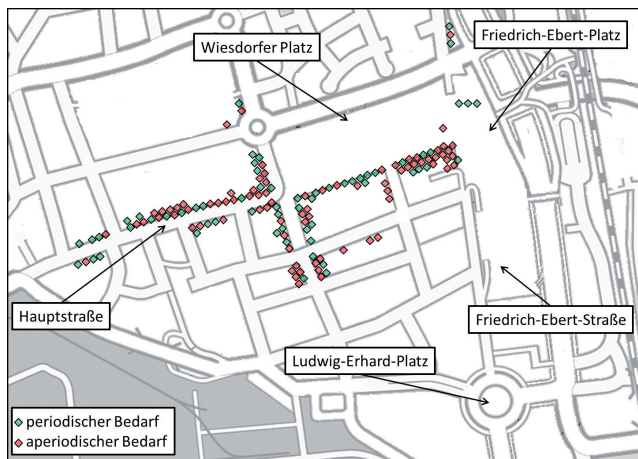 Wiesdorfer Platz
Friedrich-Ebert-Platz
Hauptstraße
Friedrich-Ebert-Straße
Ludwig-Erhard-Platz
periodischer Bedarf
aperiodischer Bedarf